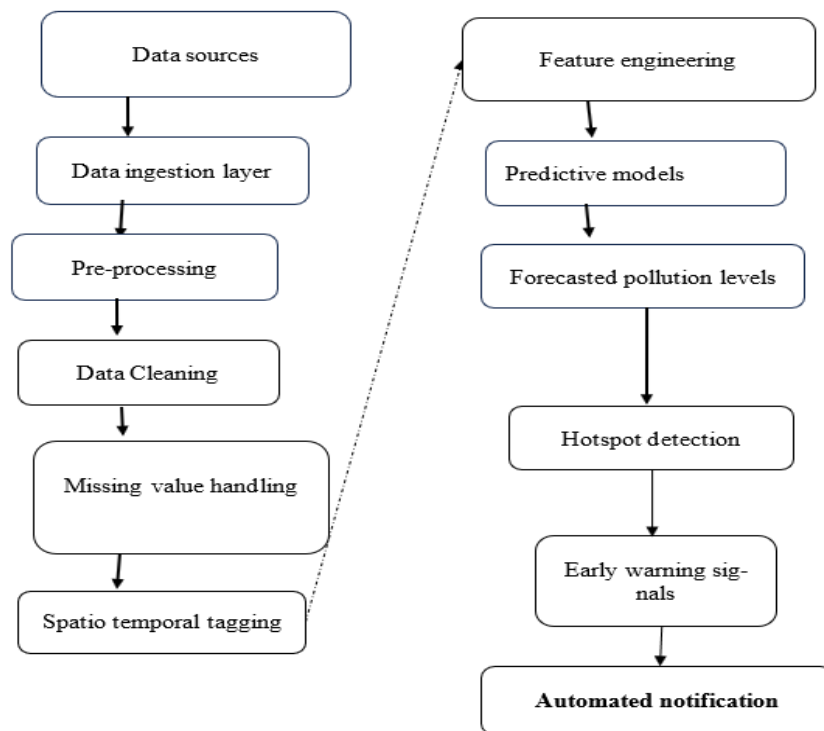 Data sources
Data ingestion layer
Pre-processing
Data Cleaning
Missing value handling
Spatio temporal tagging
Feature engineering
Predictive models
Forecasted pollution levels
Hotspot detection
Early warning sig-
nals
Automated notification